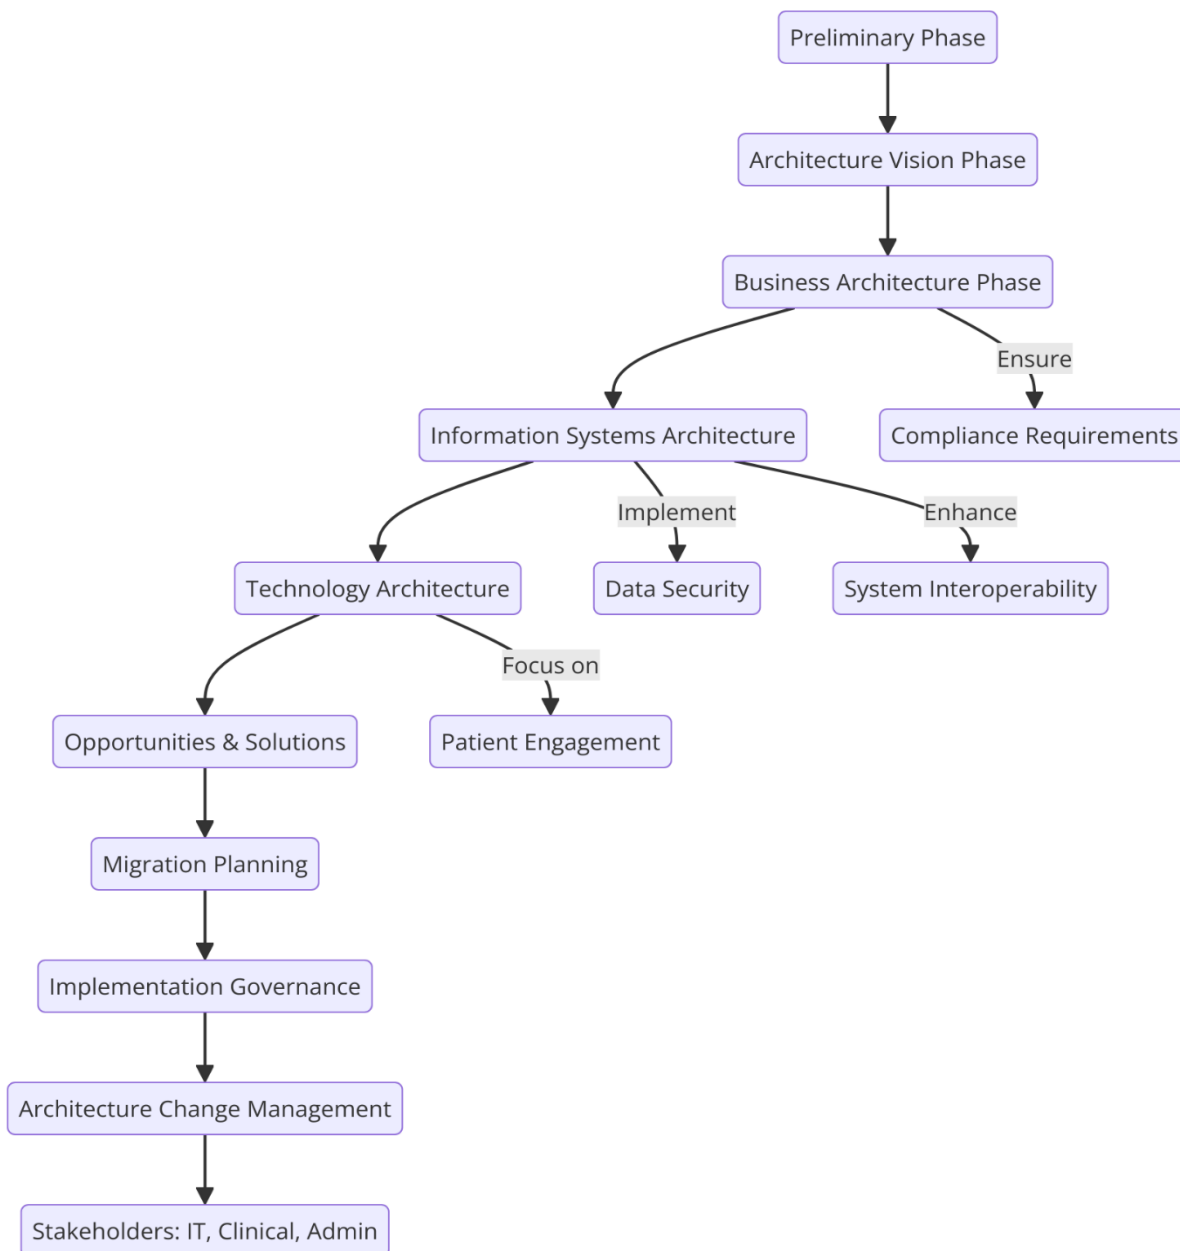 Preliminary Phase
Architecture Vision Phase
Business Architecture Phase
Ensure
Information Systems Architecture
Compliance Requirements
Implement
Enhance
Technology Architecture
Data Security
System Interoperability
Focus on
Opportunities & Solutions
Patient Engagement
Migration Planning
Implementation Governance
Architecture Change Management
Stakeholders: IT, Clinical, Admin